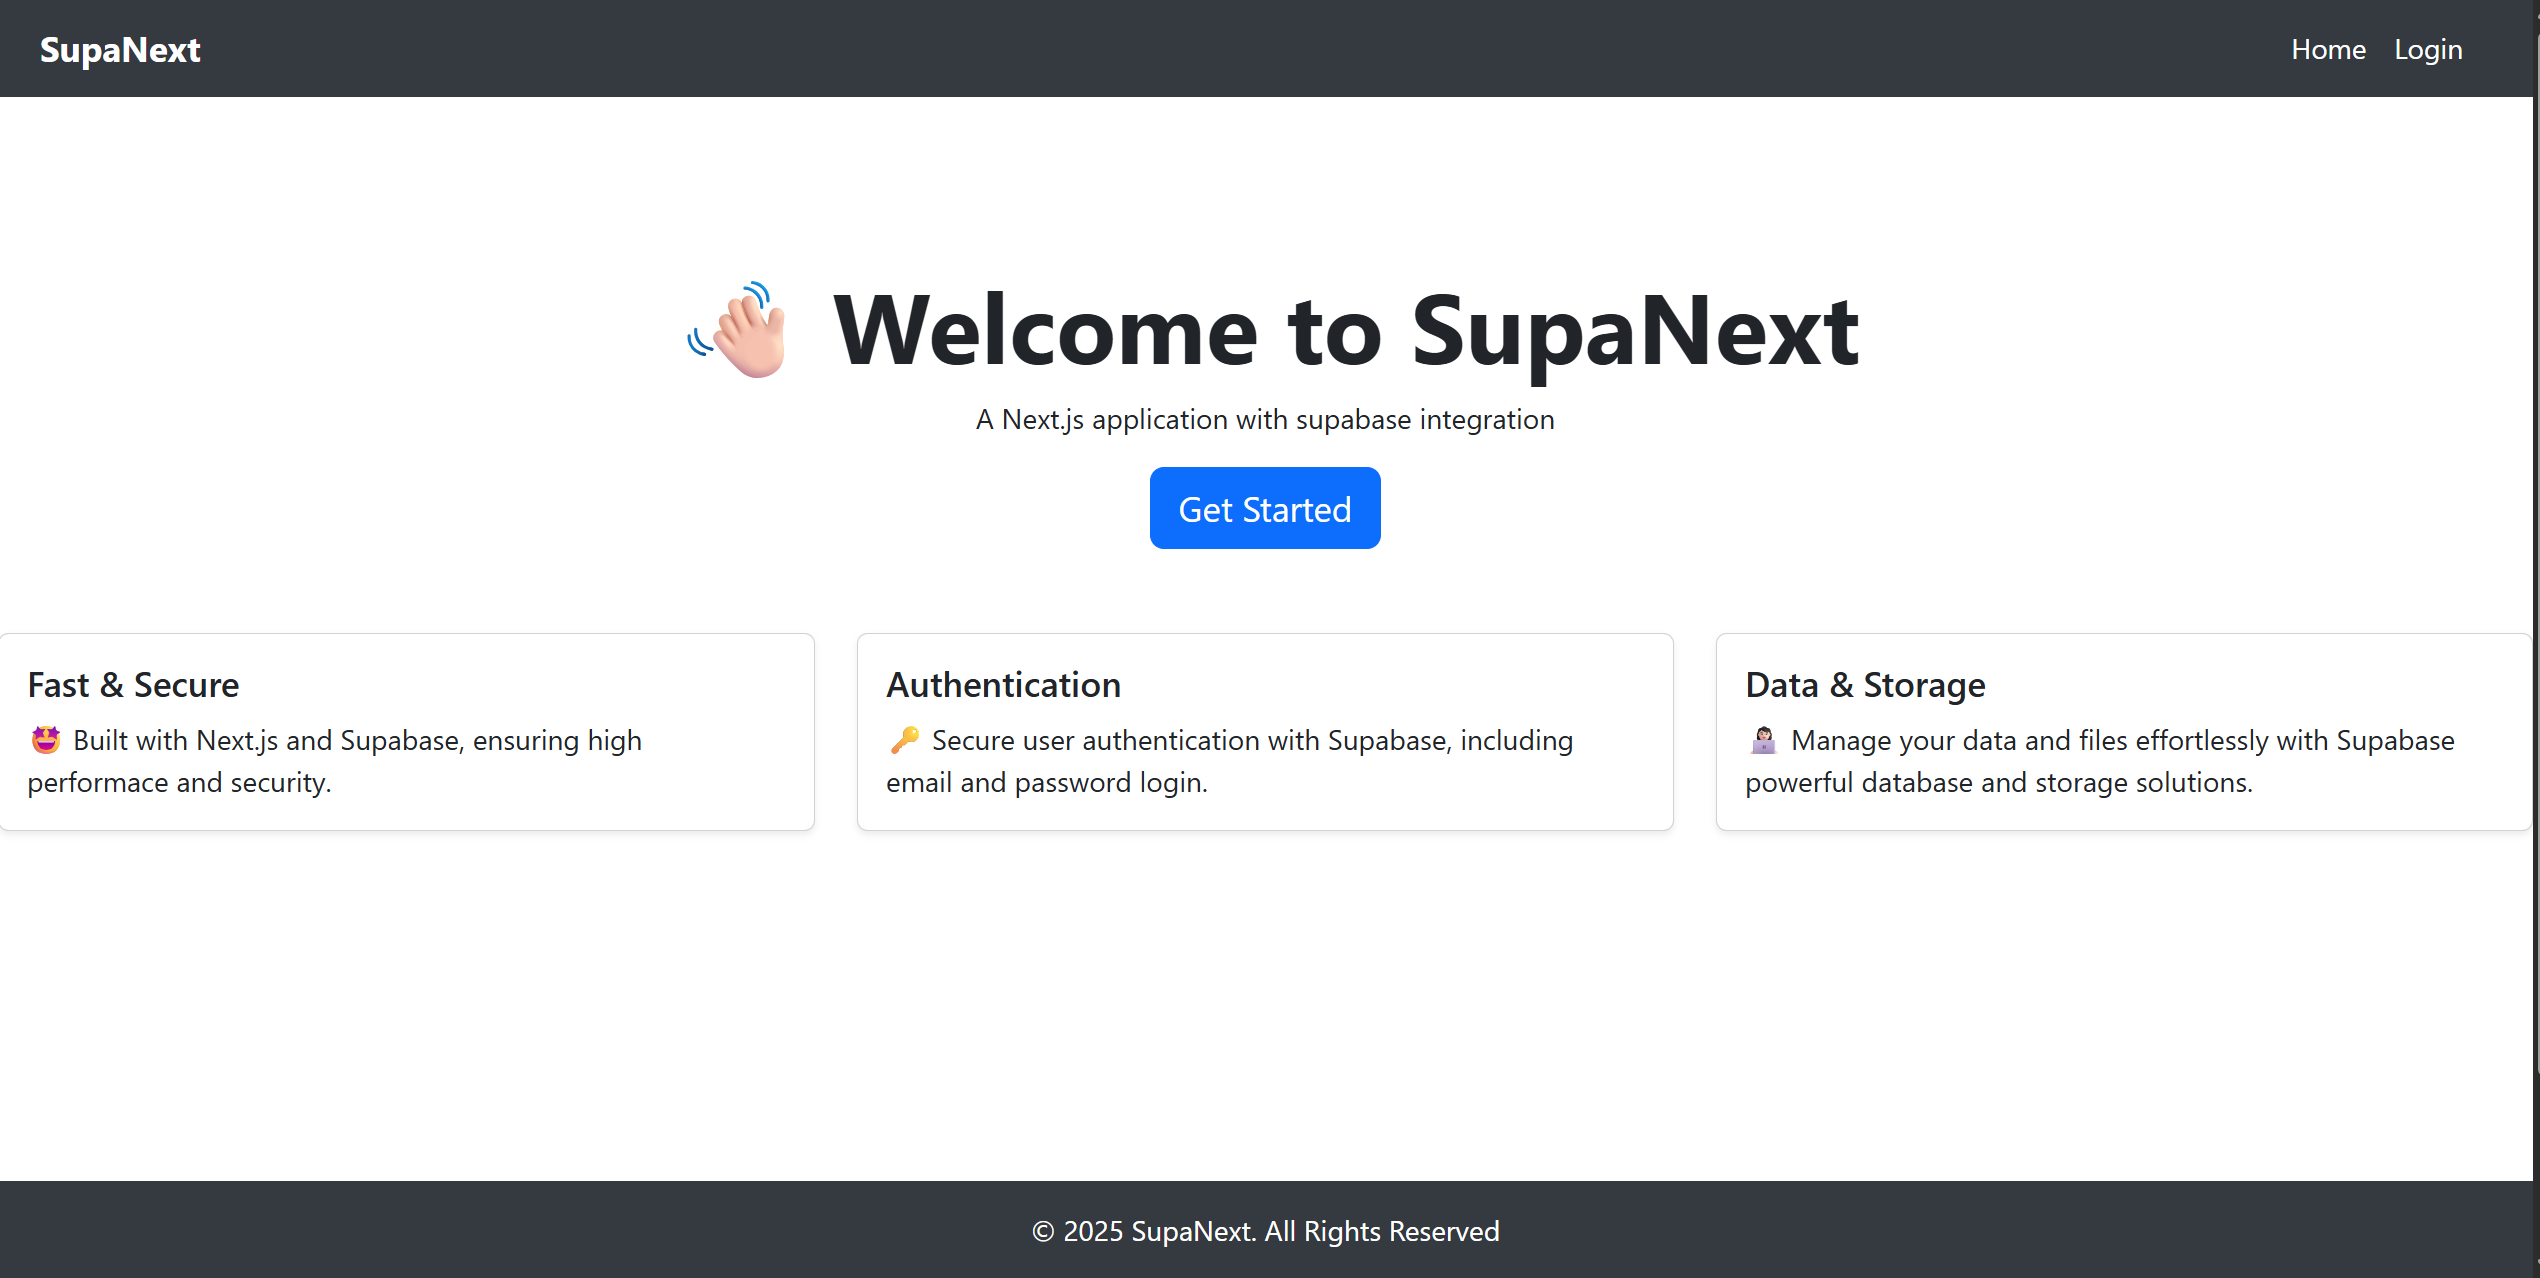 SupaNext
Home Login
👋🏻 Welcome to SupaNext
A Next.js application with supabase integration
Get Started
Fast & Secure
🤩 Built with Next.js and Supabase, ensuring high
performace and security.
Authentication
🔑 Secure user authentication with Supabase, including
email and password login.
Data & Storage
👩🏻‍💻 Manage your data and files effortlessly with Supabase
powerful database and storage solutions.
© 2025 SupaNext. All Rights Reserved